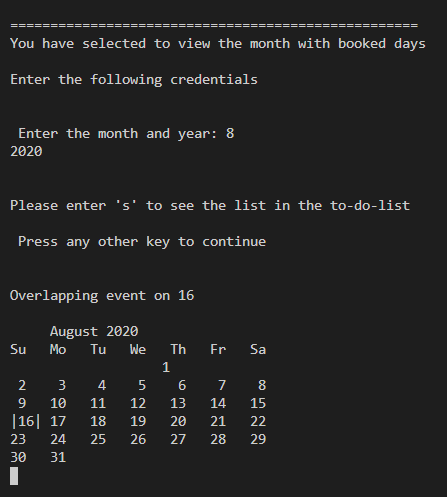 ==================================================
You have selected to view the month with booked days
Enter the following credentials
Enter the month and year: 8
2020
Please enter 's' to see the list in the to-do-list
Press any other key to continue
Overlapping event on 16
August 2020
Su Mo Tu We Th Fr Sa
1
2 3 4 5 6 7 8
9 10 11 12 13 14 15
|16| 17 18 19 20 21 22
23 24 25 26 27 28 29
30 31